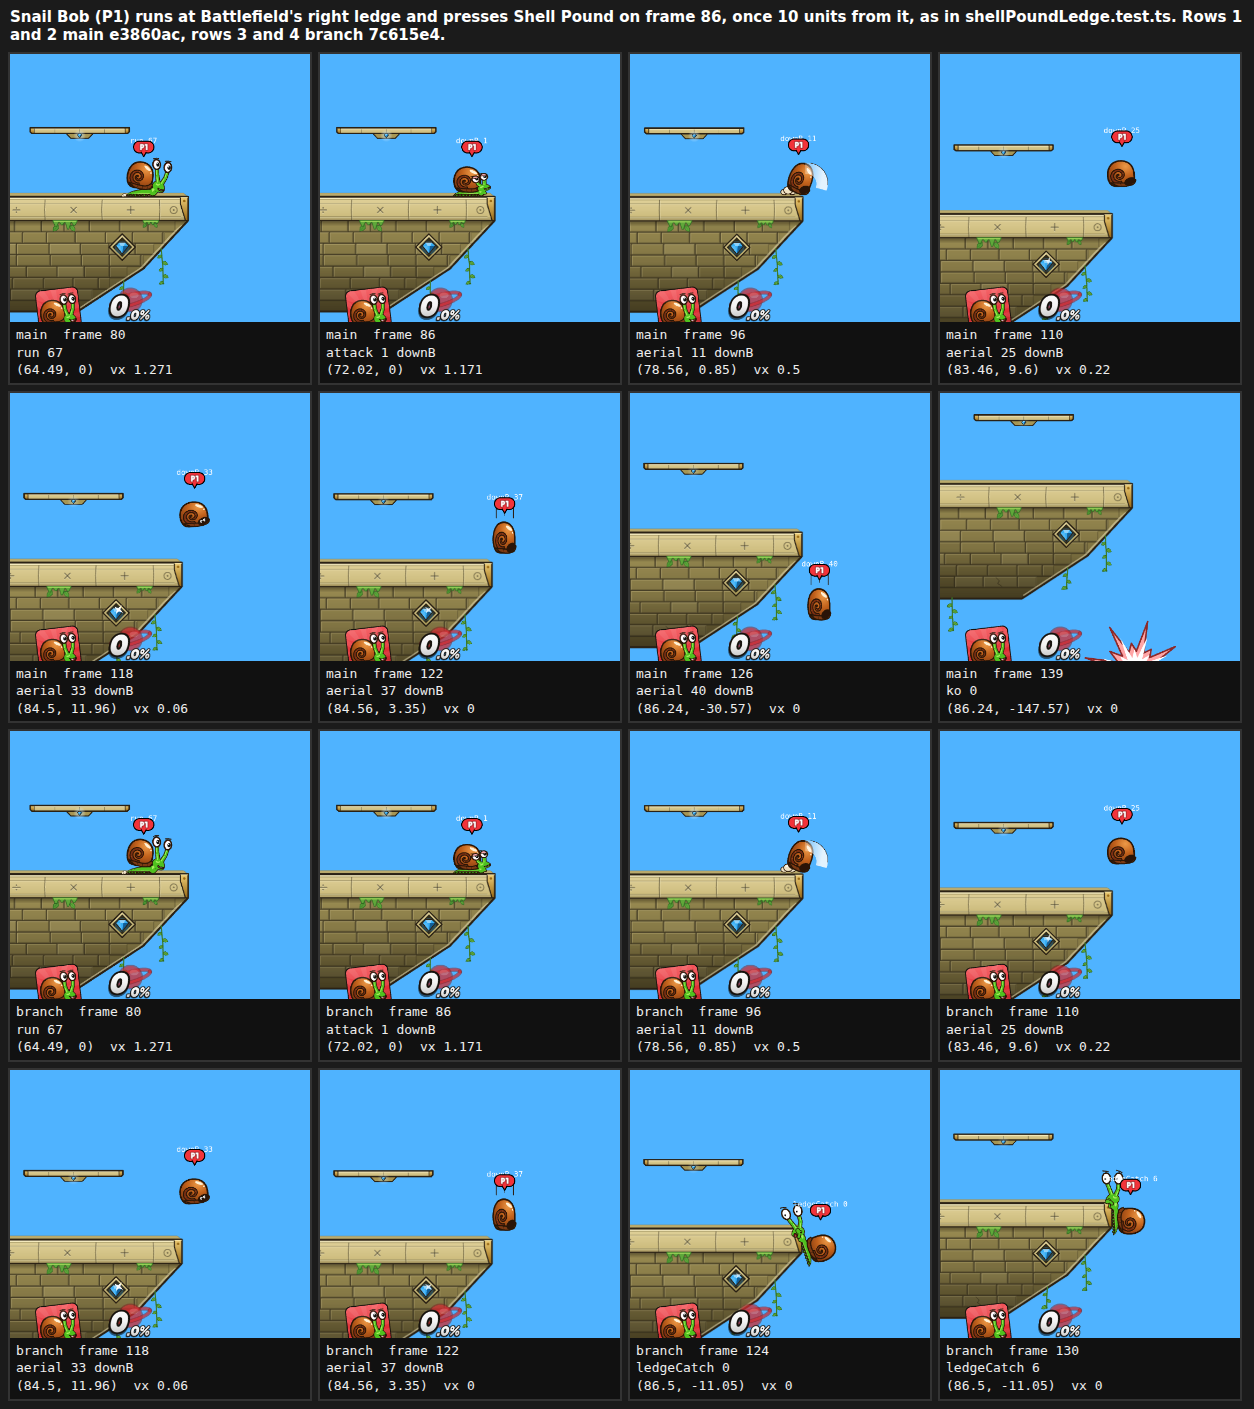 Snail Bob (P1) runs at Battlefield's right ledge and presses Shell Pound on frame 86, once 10 units from it, as in shellPoundLedge.test.ts. Rows 1
and 2 main e3860ac, rows 3 and 4 branch 7c615e4.
P1
P1
P1
P1
0
.0%
0
.0%
0
.0%
0
.0%
main  frame 80
run 67
(64.49, 0)  vx 1.271
main  frame 86
attack 1 downB
(72.02, 0)  vx 1.171
main  frame 96
aerial 11 downB
(78.56, 0.85)  vx 0.5
main  frame 110
aerial 25 downB
(83.46, 9.6)  vx 0.22
P1
P1
P1
0
.0%
0
.0%
0
.0%
0
.0%
main  frame 118
aerial 33 downB
(84.5, 11.96)  vx 0.06
main  frame 122
aerial 37 downB
(84.56, 3.35)  vx 0
main  frame 126
aerial 40 downB
(86.24, -30.57)  vx 0
main  frame 139
ko 0
(86.24, -147.57)  vx 0
P1
P1
P1
P1
0
.0%
0
.0%
0
.0%
0
.0%
branch  frame 80
run 67
(64.49, 0)  vx 1.271
branch  frame 86
attack 1 downB
(72.02, 0)  vx 1.171
branch  frame 96
aerial 11 downB
(78.56, 0.85)  vx 0.5
branch  frame 110
aerial 25 downB
(83.46, 9.6)  vx 0.22
P1
P1
P1
P1
0
.0%
0
.0%
0
.0%
0
.0%
branch  frame 118
aerial 33 downB
(84.5, 11.96)  vx 0.06
branch  frame 122
aerial 37 downB
(84.56, 3.35)  vx 0
branch  frame 124
ledgeCatch 0
(86.5, -11.05)  vx 0
branch  frame 130
ledgeCatch 6
(86.5, -11.05)  vx 0